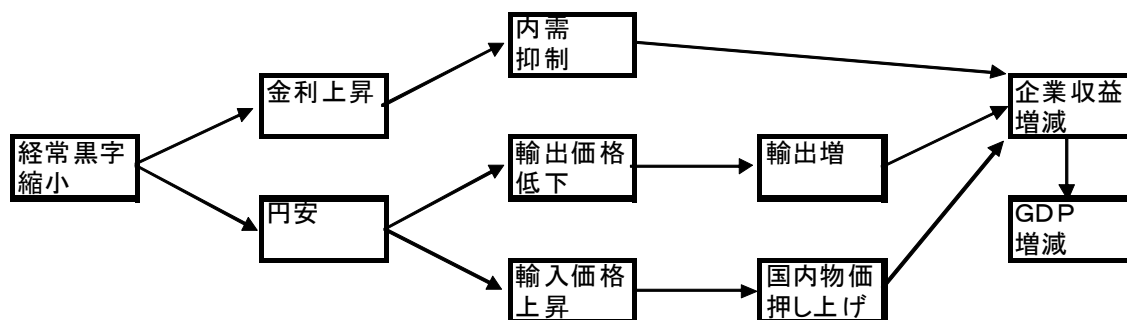 経常黒字
縮小
金利上昇
円安
内需
抑制
輸出価格
低下
輸入価格
上昇
輸出増
国内物価
押し上げ
企業収益
増減
ＧＤＰ
増減